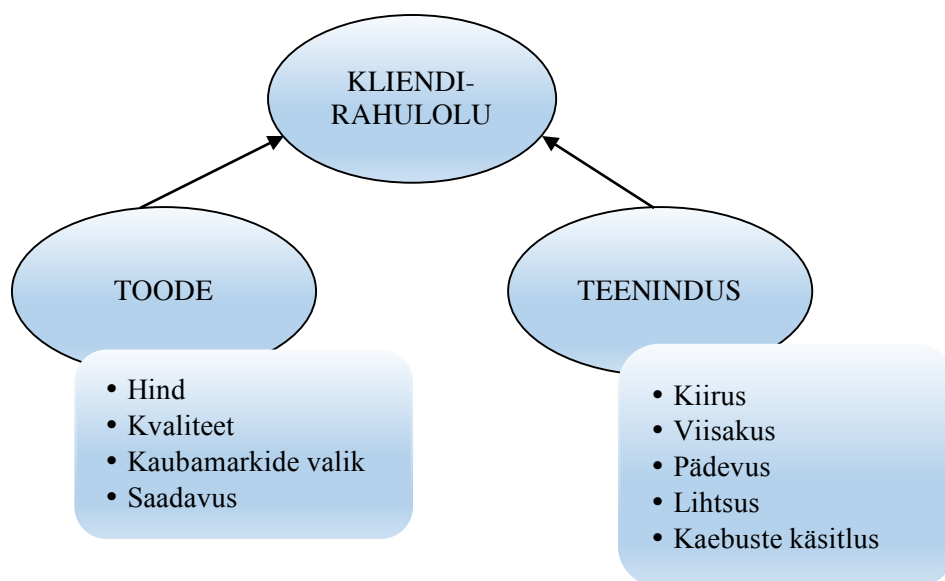 KLIENDI-
RAHULOLU
TOODE
• Hind
• Kvaliteet
• Kaubamarkide valik
• Saadavus
TEENINDUS
• Kiirus
• Viisakus
• Pädevus
• Lihtsus
• Kaebuste käsitlus